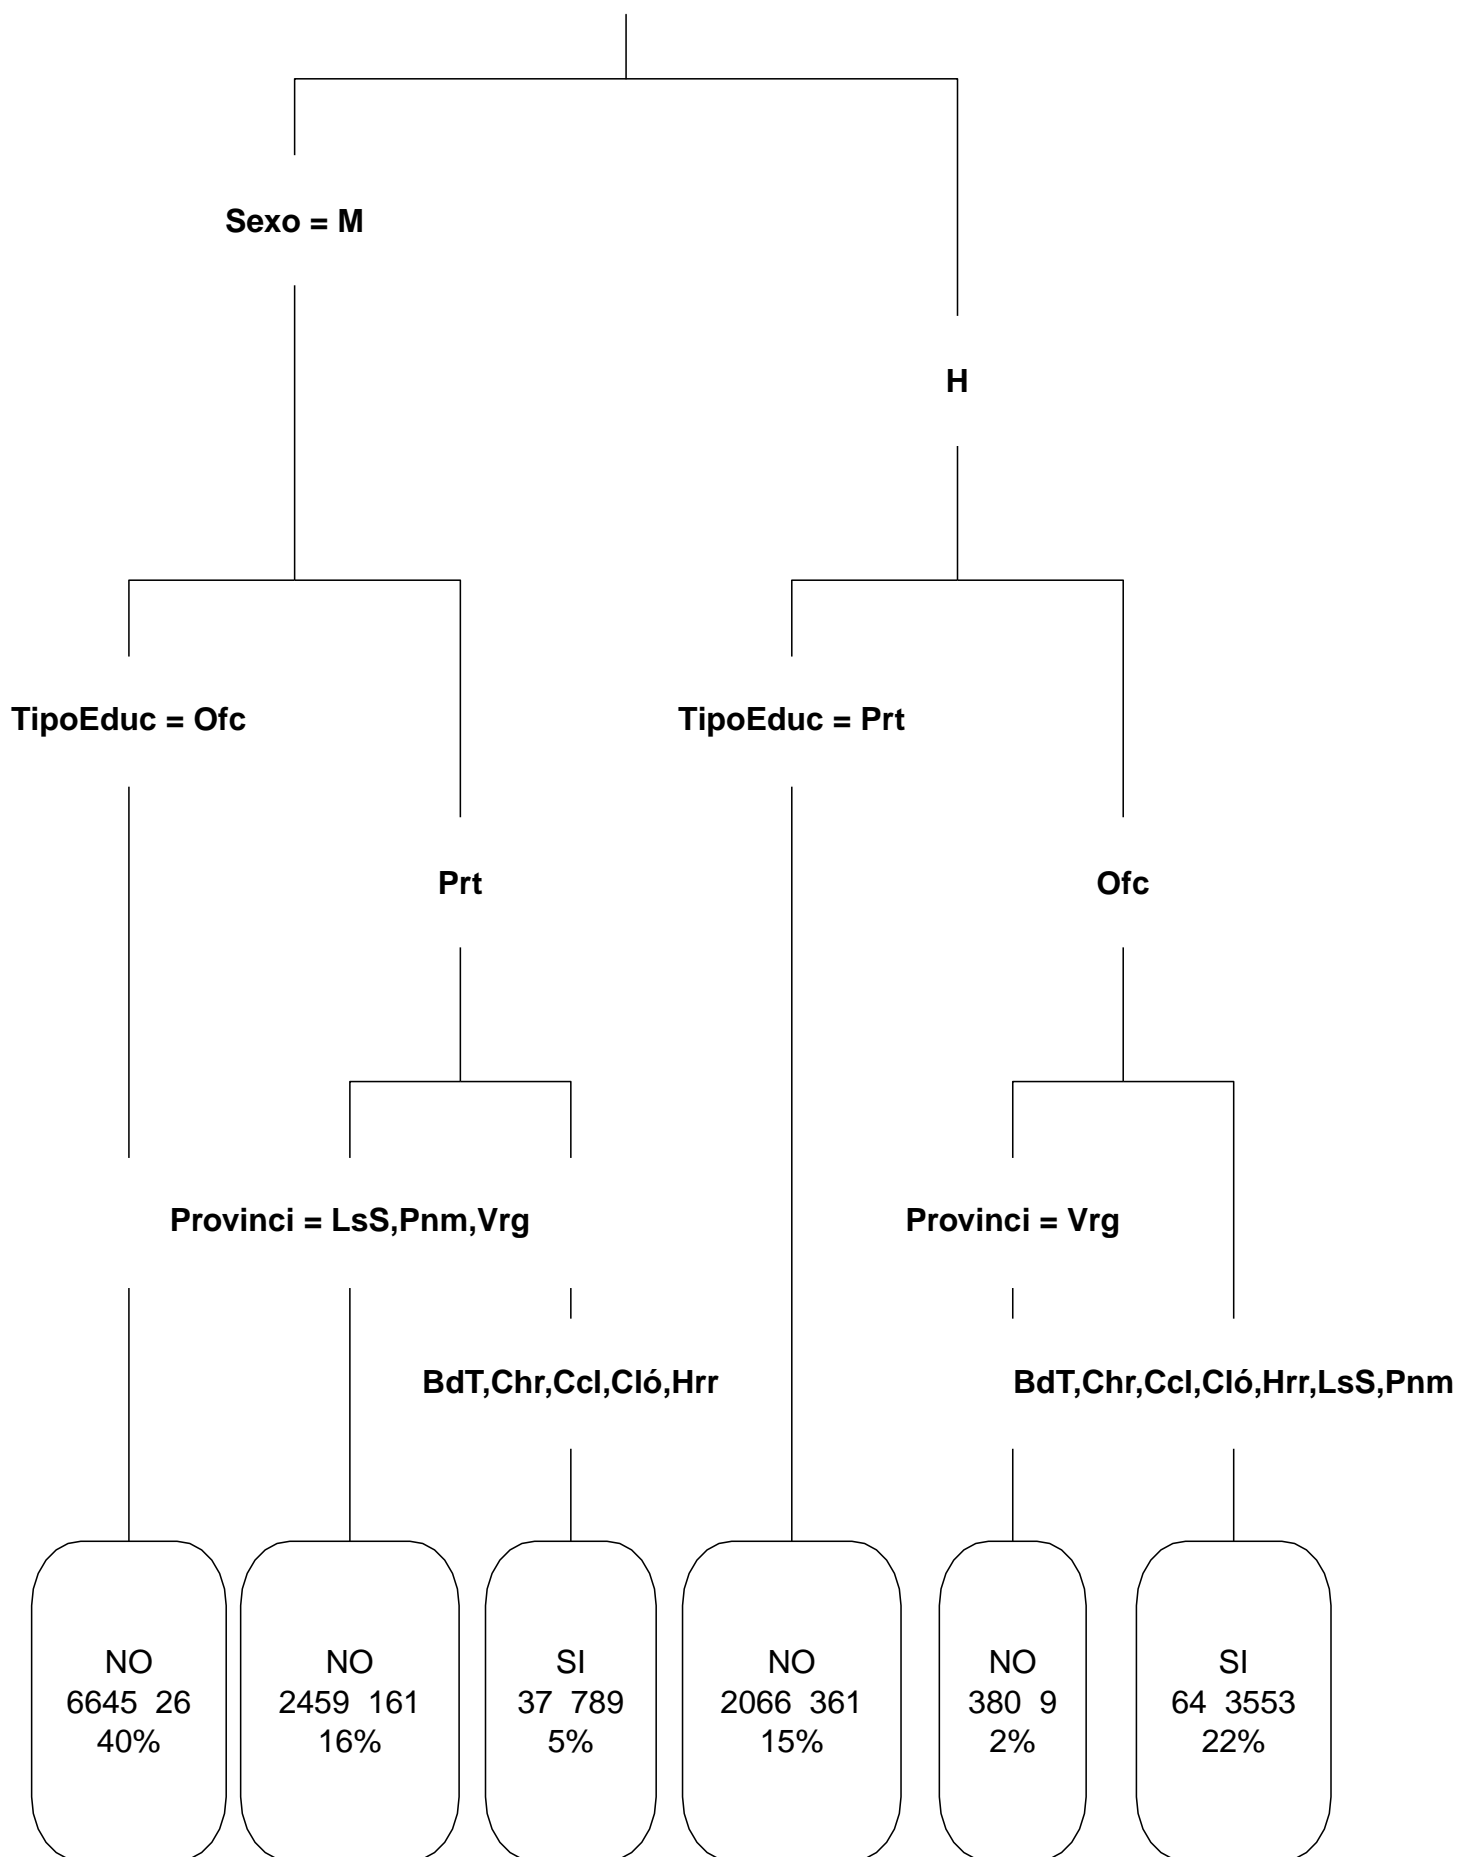 Sexo = M
H
TipoEduc = Ofc
TipoEduc = Prt
Prt
Ofc
Provinci = LsS,Pnm,Vrg
Provinci = Vrg
BdT,Chr,Ccl,Cló,Hrr
BdT,Chr,Ccl,Cló,Hrr,LsS,Pnm
NO
6645 26
40%
NO
2459 161
16%
SI
37 789
5%
NO
2066 361
15%
NO
380 9
2%
SI
64 3553
22%